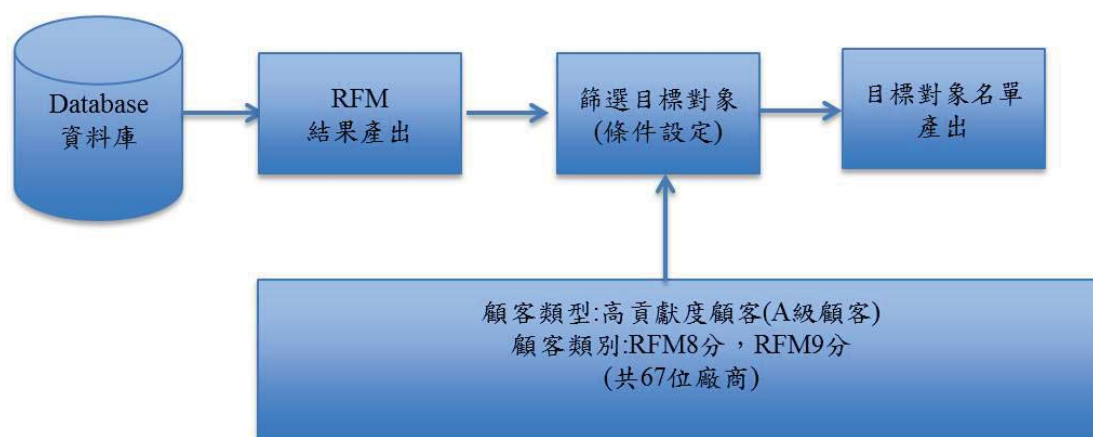 Database
資料庫
RFM
結果產出
篩選目標對象
(條件設定)
目標對象名單
產出
顧客類型:高貢獻度顧客(A級顧客)
顧客類別:RFM8分，RFM9分
(共67位廠商)